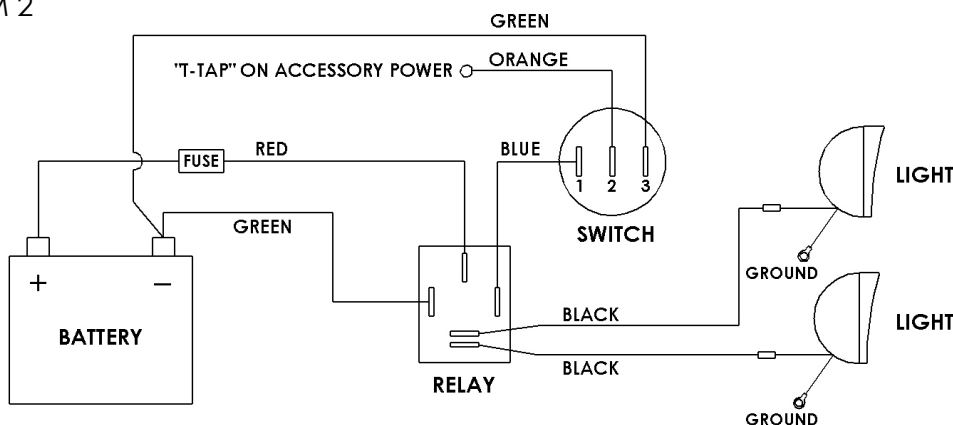 M 2
GREEN
"T-TAP" ON ACCESSORY POWER
ORANGE
FUSE
RED
BLUE
1 2 3
LIGHT
SWITCH
GREEN
GROUND
+ −
BATTERY
BLACK
LIGHT
BLACK
RELAY
GROUND